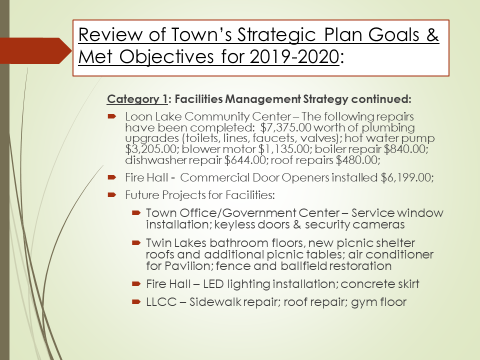 Review of Town's Strategic Plan Goals &
Met Objectives for 2019-2020:
Category 1: Facilities Management Strategy continued:
Loon Lake Community Center – The following repairs
have been completed: $7,375.00 worth of plumbing
upgrades (toilets, lines, faucets, valves); hot water pump
$3,205.00; blower motor $1,135.00; boiler repair $840.00;
dishwasher repair $644.00; roof repairs $480.00;
Fire Hall - Commercial Door Openers installed $6,199.00;
Future Projects for Facilities:
Town Office/Government Center – Service window
installation; keyless doors & security cameras
Twin Lakes bathroom floors, new picnic shelter
roofs and additional picnic tables; air conditioner
for Pavilion; fence and ballfield restoration
Fire Hall – LED lighting installation; concrete skirt
LLCC – Sidewalk repair; roof repair; gym floor